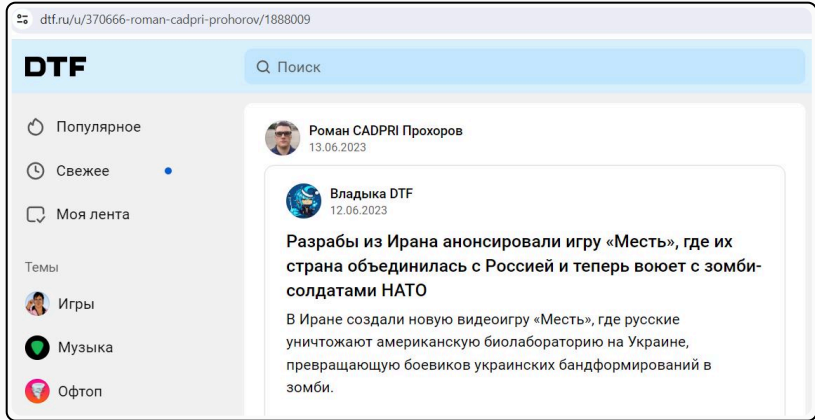 dtf.ru/u/370666-roman-cadpri-prohorov/1888009
DTF
Поиск
Популярное
Свежее
Моя лента
Темы
Игры
Музыка
Офтоп
Роман CADPRI Прохоров
13.06.2023
Владыка DTF
12.06.2023
Разрабы из Ирана анонсировали игру «Месть», где их
страна объединилась с Россией и теперь воюет с зомби-
солдатами НАТО
В Иране создали новую видеоигру «Месть», где русские
уничтожают американскую биолабораторию на Украине,
превращающую боевиков украинских бандформирований в
зомби.